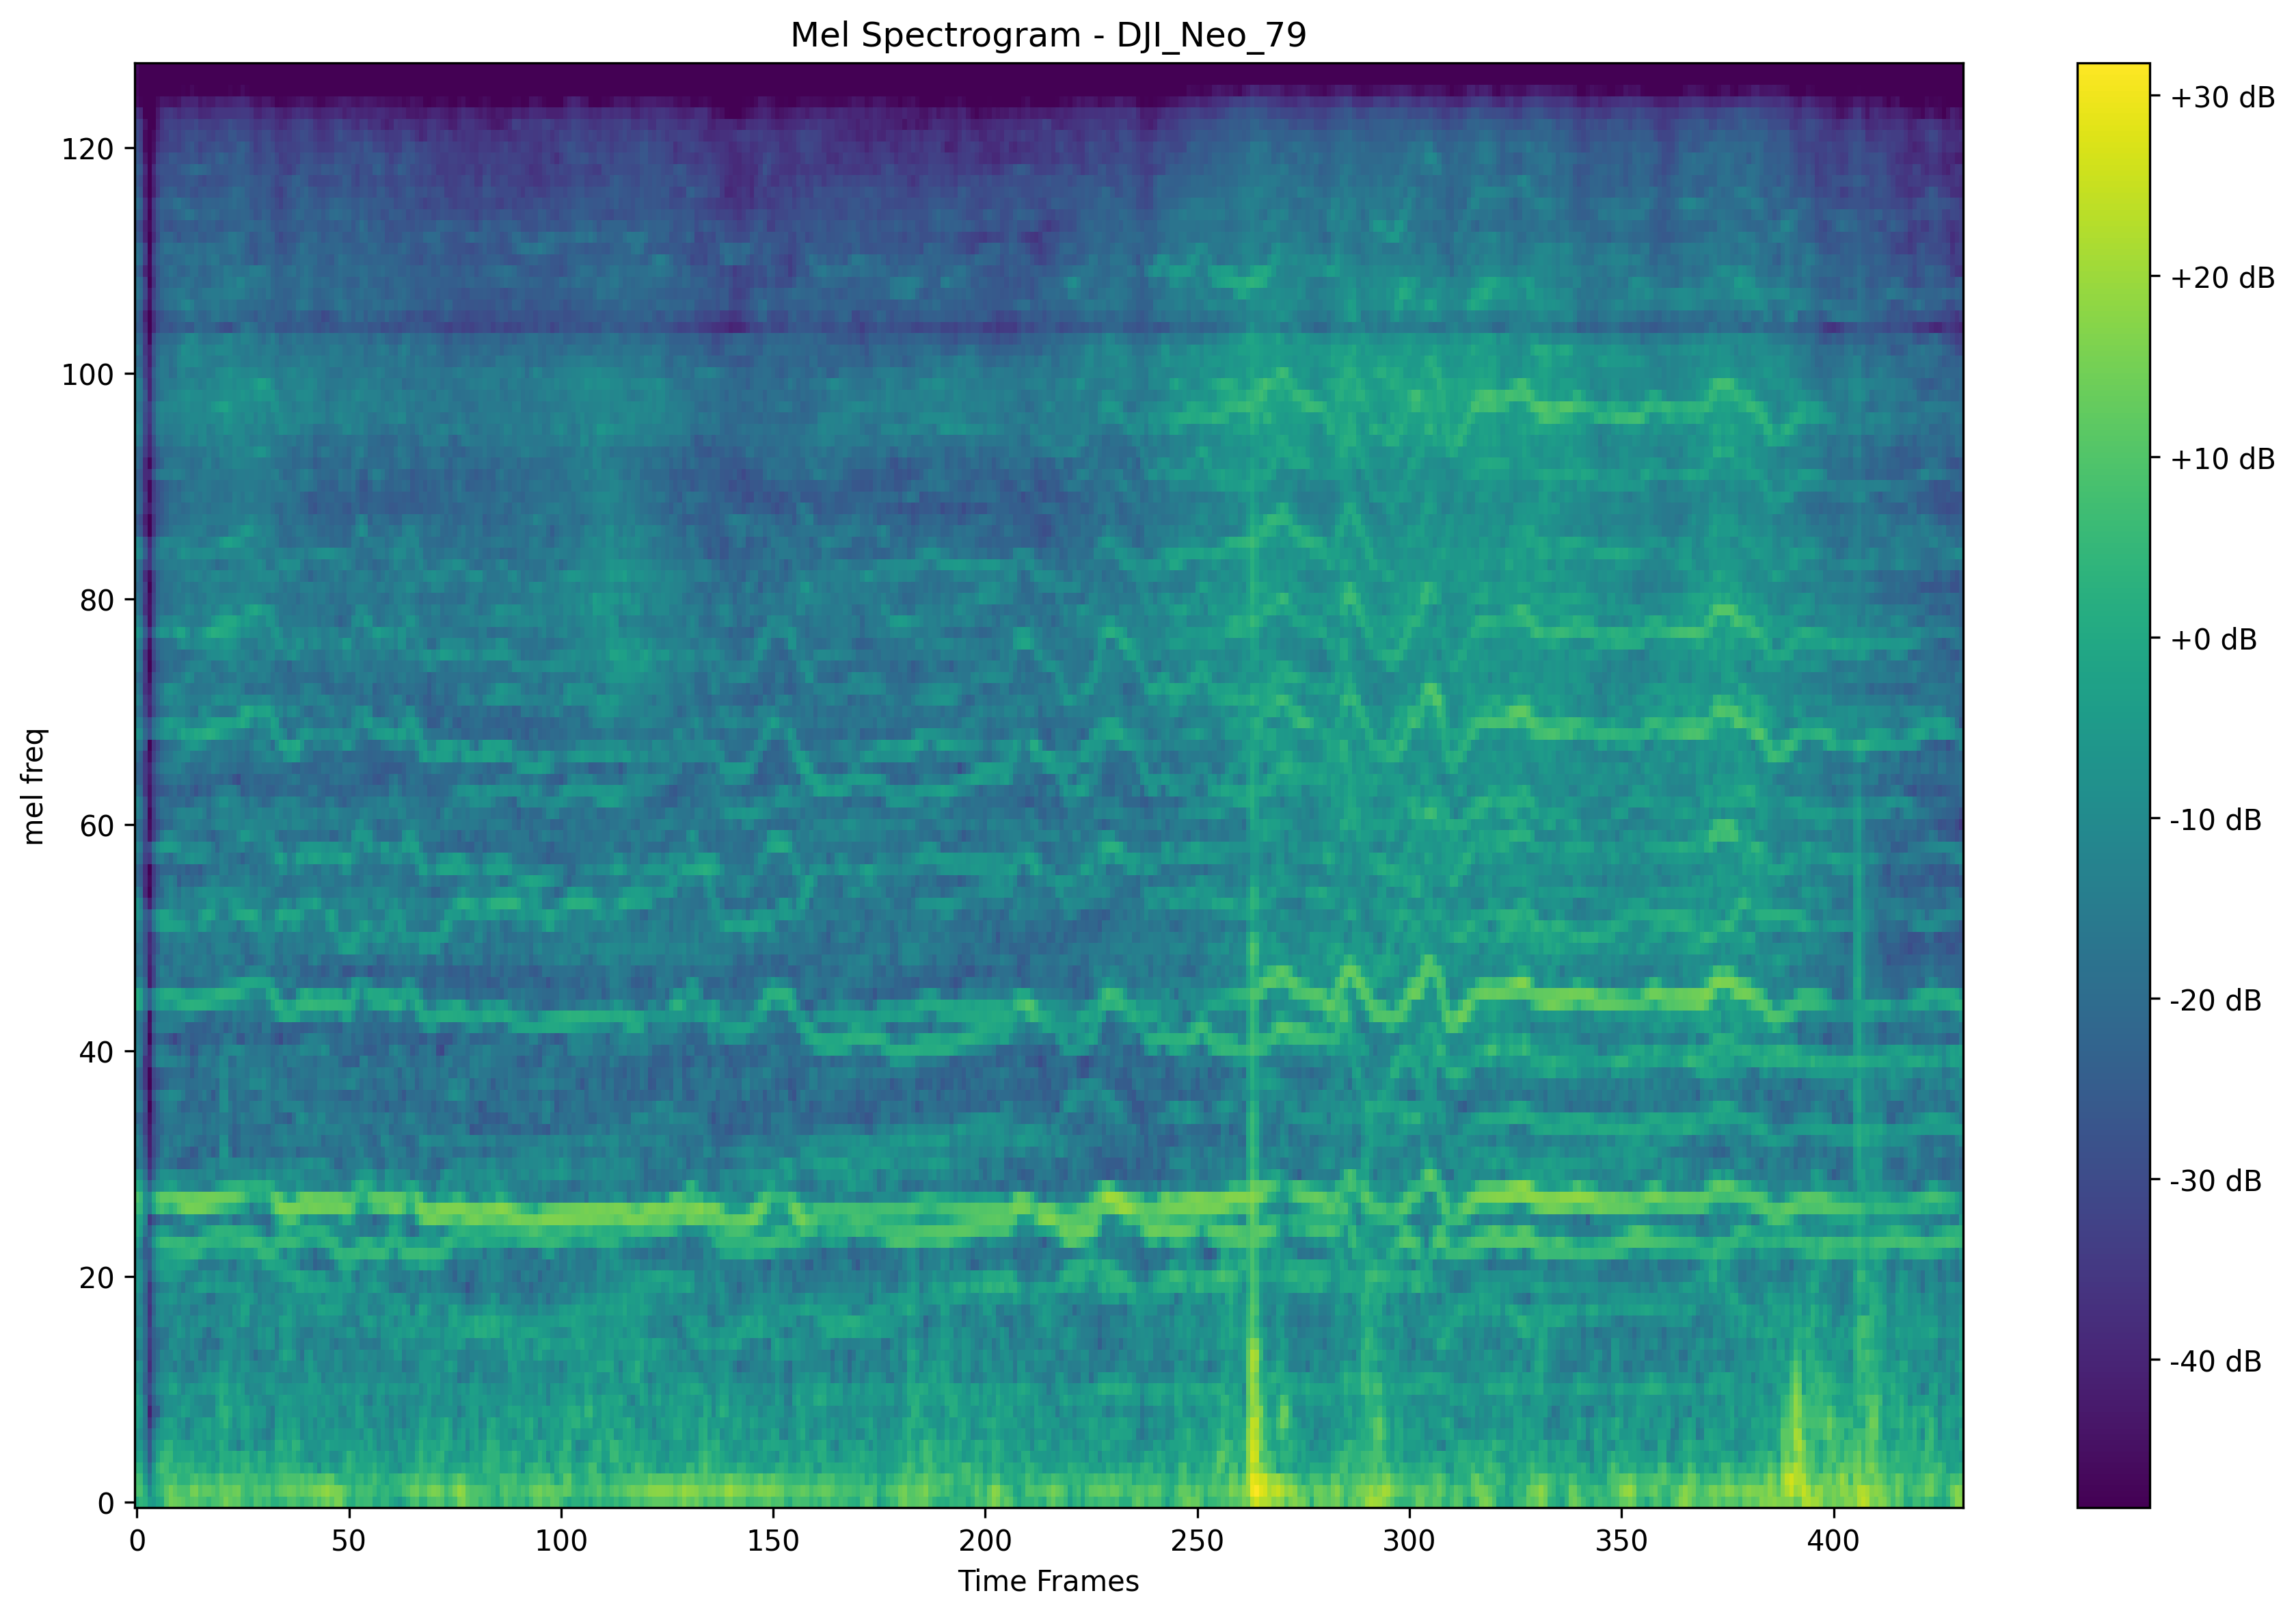 Mel Spectrogram - DJI_Neo_79
mel freq
120
100
80
60
40
20
0
0 50 100 150 200 250 300 350 400
Time Frames
+30 dB
+20 dB
+10 dB
+0 dB
-10 dB
-20 dB
-30 dB
-40 dB